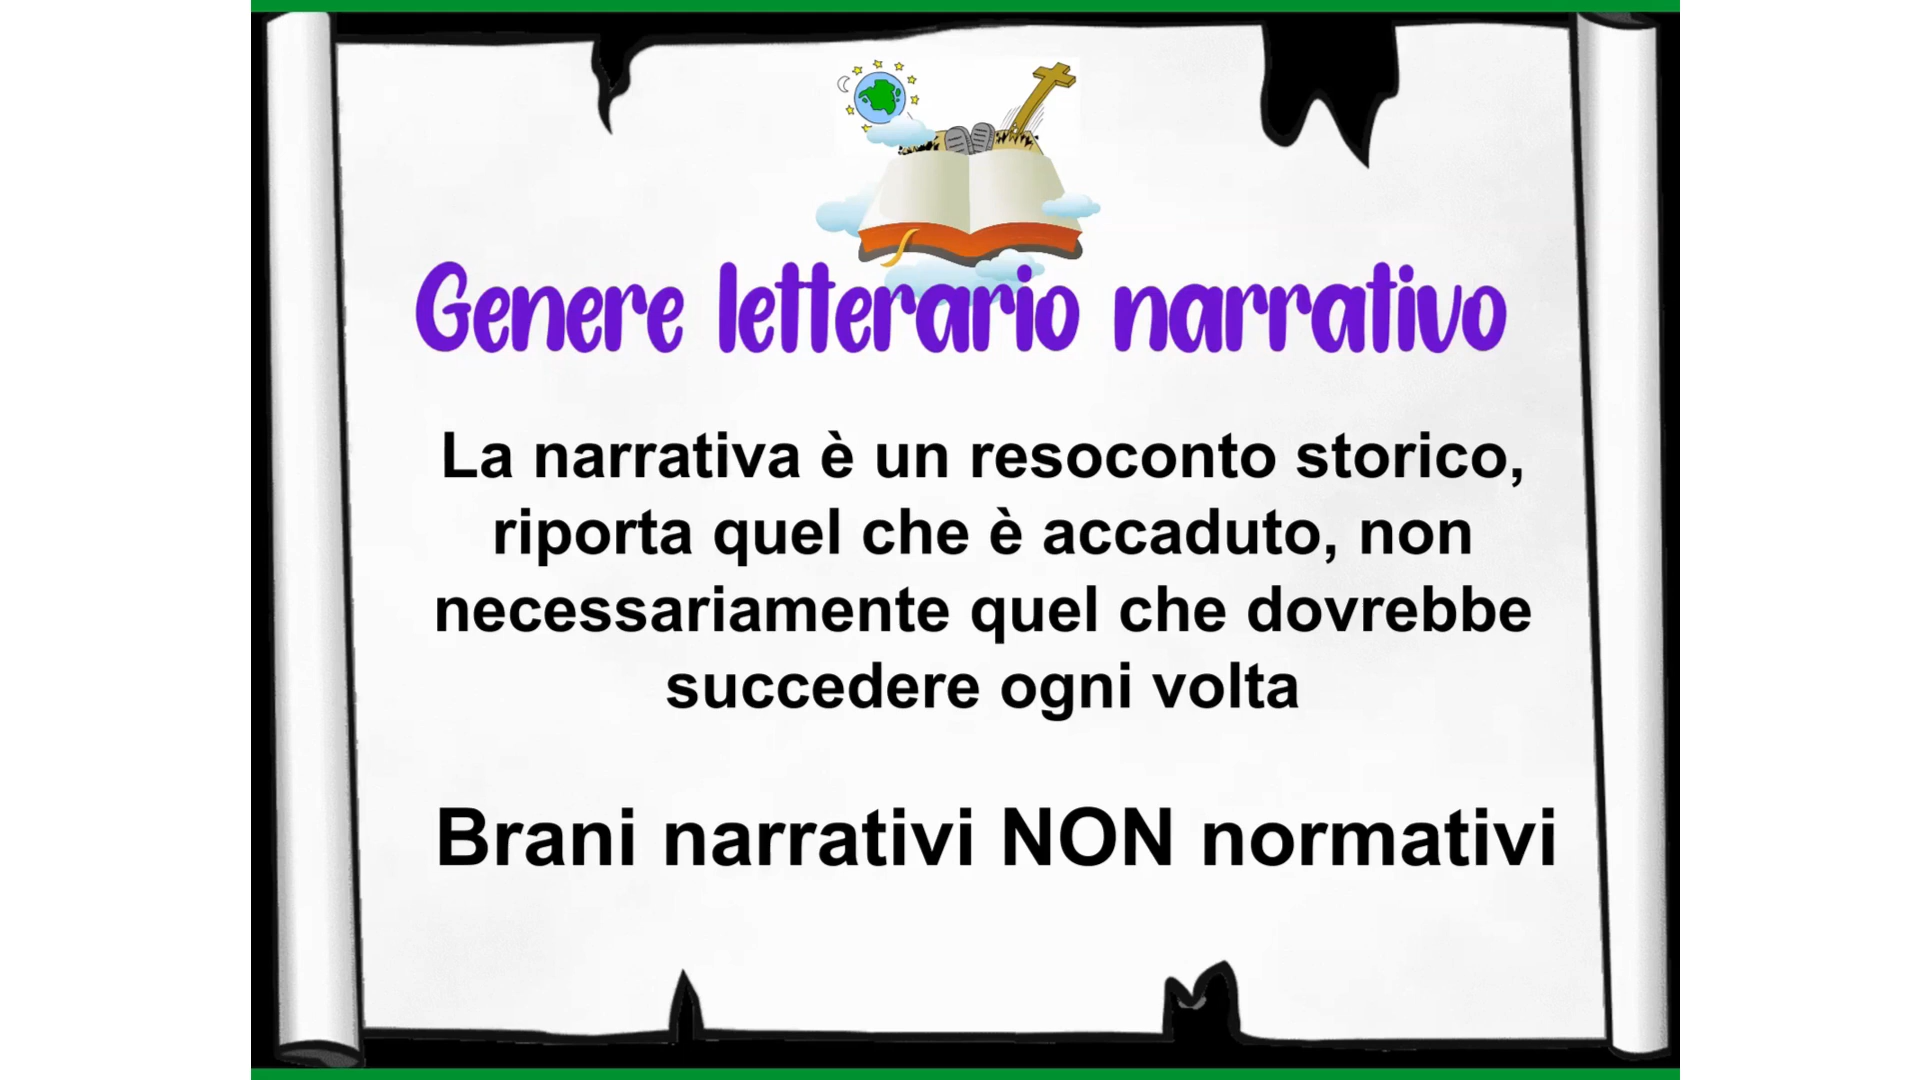 Genere letterario narrativo
La narrativa è un resoconto storico,
riporta quel che è accaduto, non
necessariamente quel che dovrebbe
succedere ogni volta
Brani narrativi NON normativi